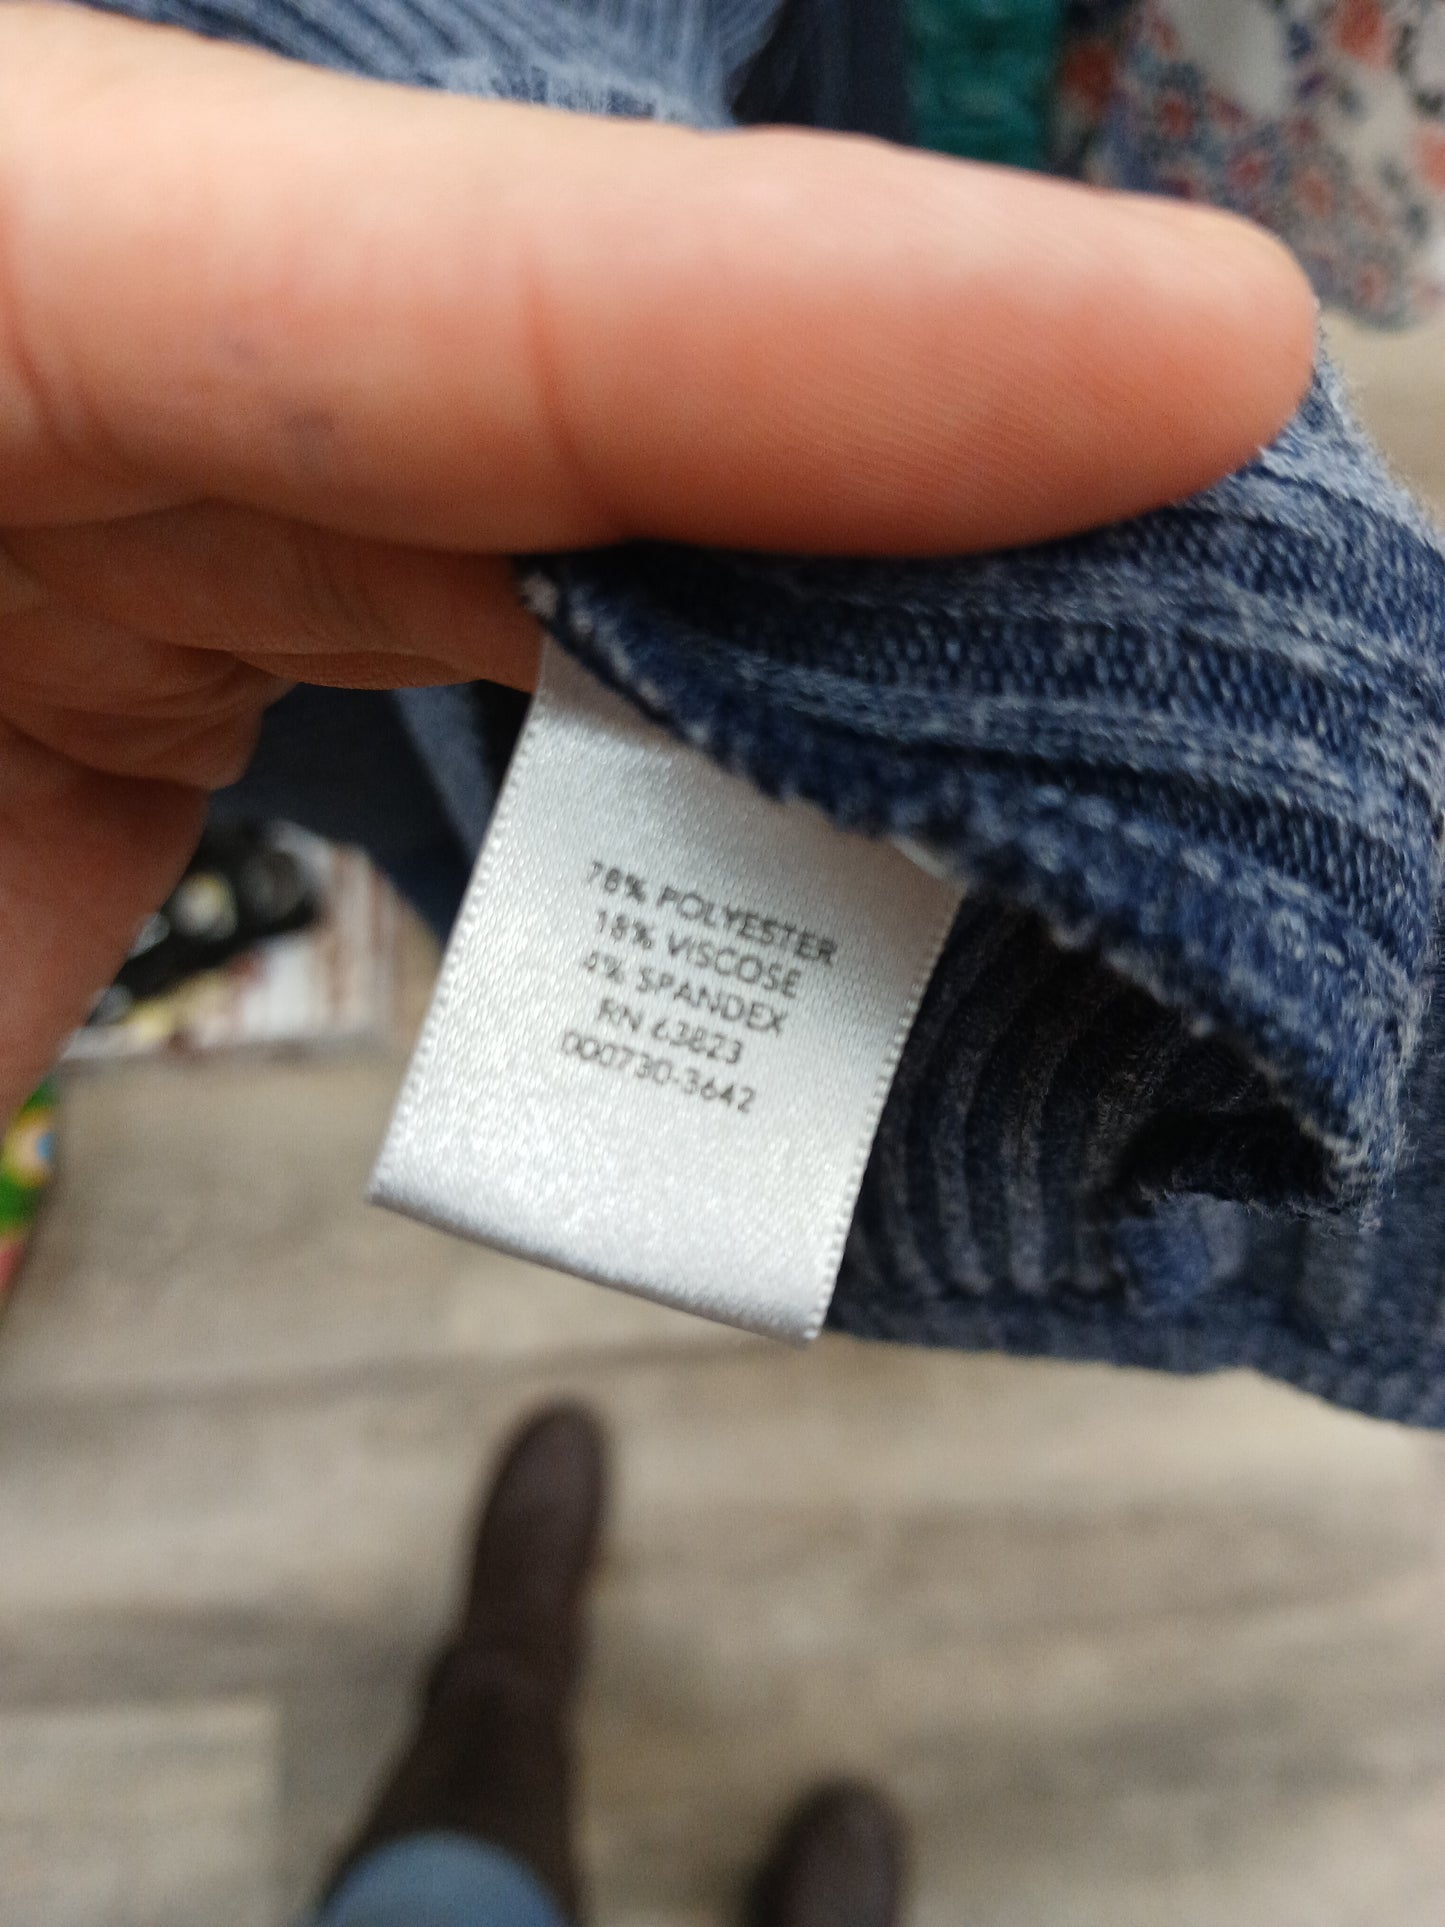 78% POLYESTER
18% VISCOSE
4% SPANDEX
RN 63823
000730-3642